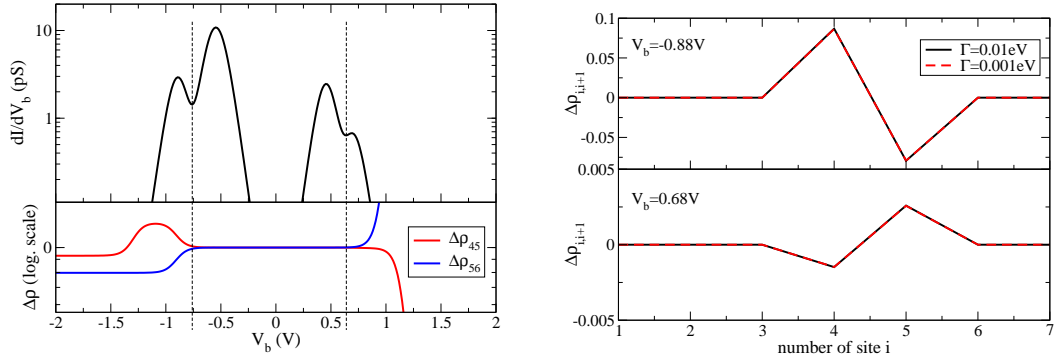 10
1
dI/dV_b (pS)
0
Δρ (log. scale)
Δρ_45
Δρ_56
-2 -1.5 -1 -0.5 0 0.5 1 1.5 2
V_b (V)
0.1
0.05
0
-0.05
0.005
Δρ_i,i+1
V_b=-0.88V
Γ=0.01eV
Γ=0.001eV
0
-0.005
Δρ_i,i+1
V_b=0.68V
1 2 3 4 5 6 7
number of site i